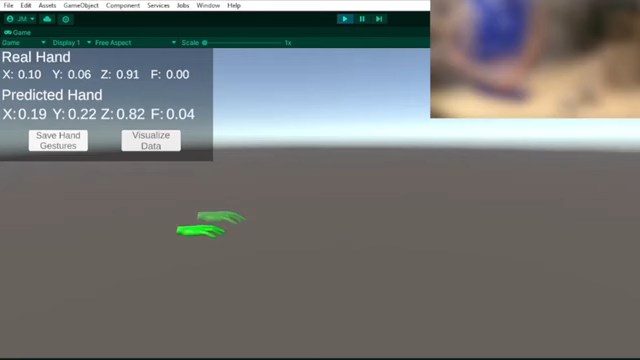 File Edit Assets GameObject Component Services Jobs Window Help
JM
Game
Game Display 1 Free Aspect Scale 1x
Real Hand
X: 0.10 Y: 0.06 Z: 0.91 F: 0.00
Predicted Hand
X:0.19 Y:0.22 Z:0.82 F:0.04
Save Hand
Gestures
Visualize
Data